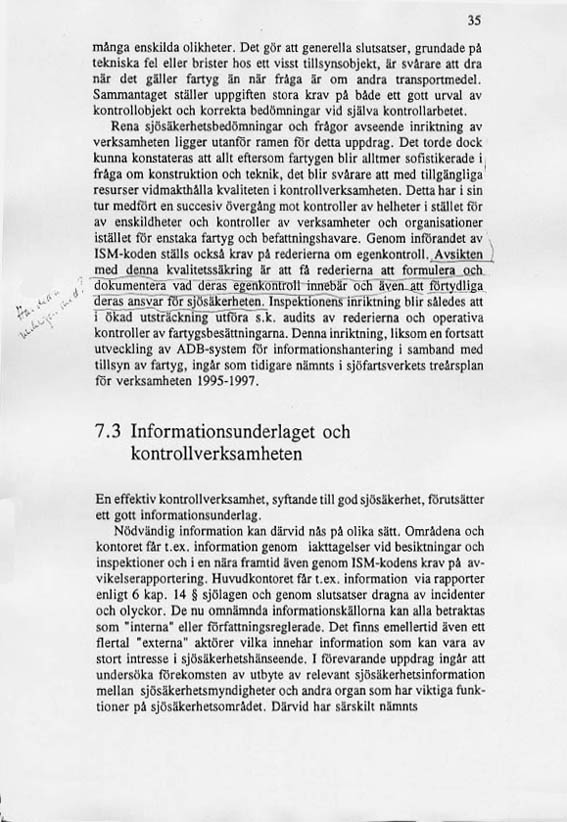 35
många enskilda olikheter. Det gör att generella slutsatser, grundade på
tekniska fel eller brister hos ett visst tillsynsobjekt, är svårare att dra
när det gäller fartyg än när fråga är om andra transportmedel.
Sammantaget ställer uppgiften stora krav på både ett gott urval av
kontrollobjekt och korrekta bedömningar vid själva kontrollarbetet.
Rena sjösäkerhetsbedömningar och frågor avseende inriktning av
verksamheten ligger utanför ramen för detta uppdrag. Det torde dock
kunna konstateras att allt eftersom fartygen blir alltmer sofistikerade i
fråga om konstruktion och teknik, det blir svårare att med tillgängliga
resurser vidmakthålla kvaliteten i kontrollverksamheten. Detta har i sin
tur medfört en succesiv övergång mot kontroller av helheter i stället för
av enskildheter och kontroller av verksamheter och organisationer
istället för enstaka fartyg och befattningshavare. Genom införandet av
ISM-koden ställs också krav på rederierna om egenkontroll. Avsikten
med denna kvalitetssäkring är att få rederierna att formulera och
dokumentera vad deras egenkontroll innebär och även att förtydliga
deras ansvar för sjösäkerheten. Inspektionens inriktning blir således att
i ökad utsträckning utföra s.k. audits av rederierna och operativa
kontroller av fartygsbesättningarna. Denna inriktning, liksom en fortsatt
utveckling av ADB-system för informationshantering i samband med
tillsyn av fartyg, ingår som tidigare nämnts i sjöfartsverkets treårsplan
för verksamheten 1995-1997.
7.3 Informationsunderlaget och
kontrollverksamheten
En effektiv kontrollverksamhet, syftande till god sjösäkerhet, förutsätter
ett gott informationsunderlag.
Nödvändig information kan därvid nås på olika sätt. Områdena och
kontoret får t.ex. information genom iakttagelser vid besiktningar och
inspektioner och i en nära framtid även genom ISM-kodens krav på av-
vikelserapportering. Huvudkontoret får t.ex. information via rapporter
enligt 6 kap. 14 § sjölagen och genom slutsatser dragna av incidenter
och olyckor. De nu omnämnda informationskällorna kan alla betraktas
som "interna" eller författningsreglerade. Det finns emellertid även ett
flertal "externa" aktörer vilka innehar information som kan vara av
stort intresse i sjösäkerhetshänseende. I förevarande uppdrag ingår att
undersöka förekomsten av utbyte av relevant sjösäkerhetsinformation
mellan sjösäkerhetsmyndigheter och andra organ som har viktiga funk-
tioner på sjösäkerhetsområdet. Därvid har särskilt nämnts